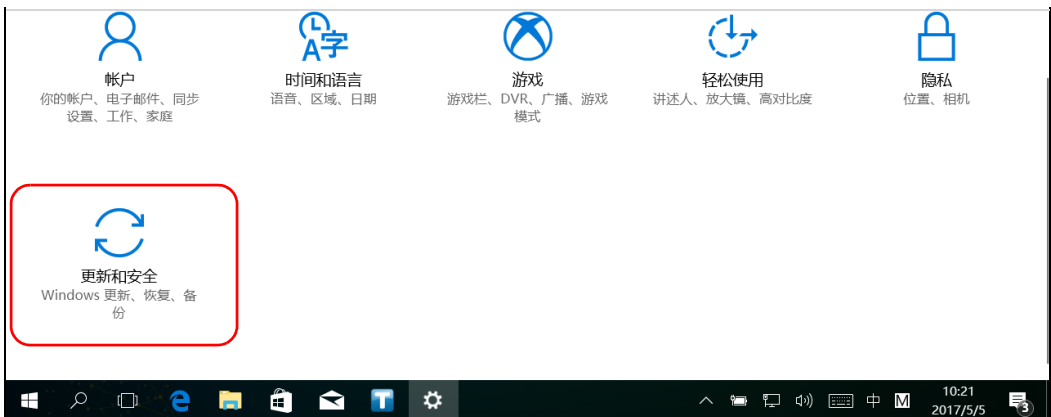 帐户
你的帐户、电子邮件、同步
设置、工作、家庭
时间和语言
语音、区域、日期
游戏
游戏栏、DVR、广播、游戏
模式
轻松使用
讲述人、放大镜、高对比度
隐私
位置、相机
更新和安全
Windows 更新、恢复、备
份
字
A
e
T
中
M
10:21
2017/5/5
3